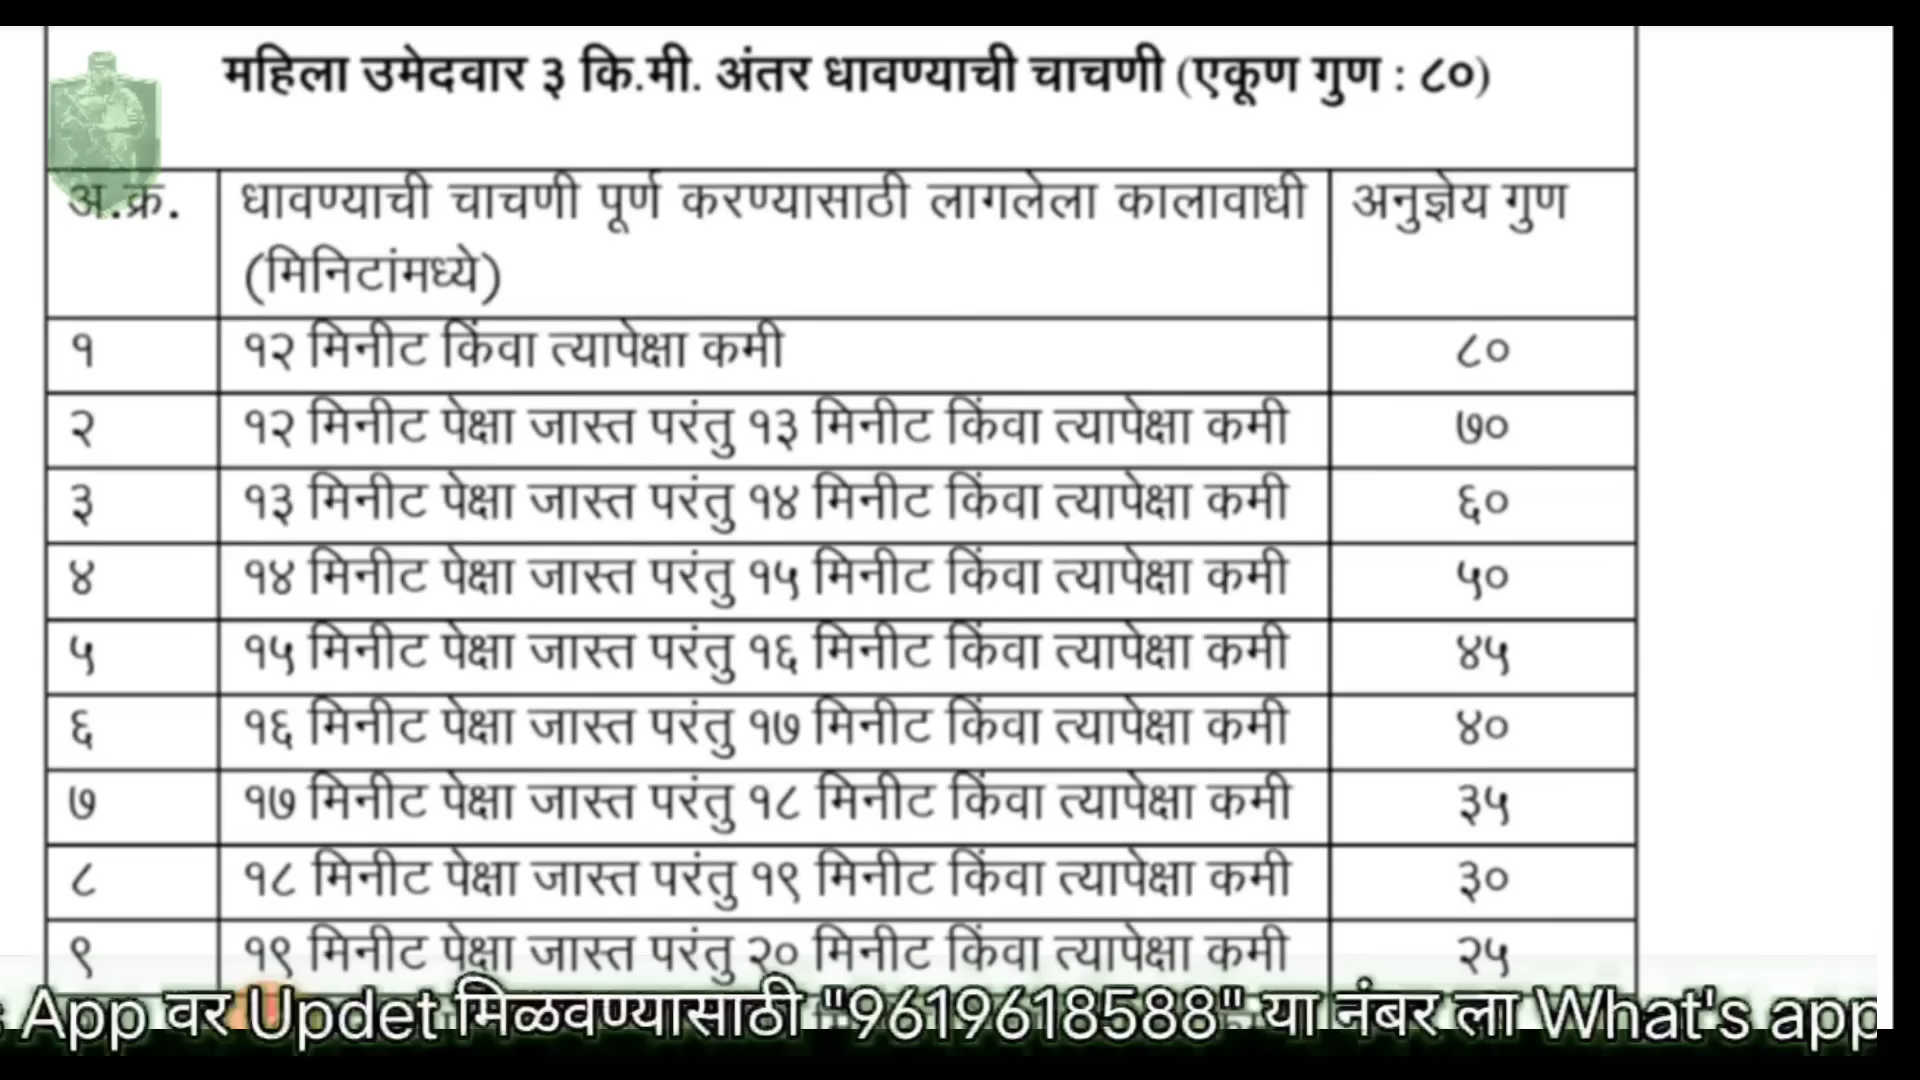 महिला उमेदवार ३ कि.मी. अंतर धावण्याची चाचणी (एकूण गुण : ८०)
अ.क्र. धावण्याची चाचणी पूर्ण करण्यासाठी लागलेला कालावाधी अनुज्ञेय गुण
(मिनिटांमध्ये)
१ १२ मिनीट किंवा त्यापेक्षा कमी ८०
२ १२ मिनीट पेक्षा जास्त परंतु १३ मिनीट किंवा त्यापेक्षा कमी ७०
३ १३ मिनीट पेक्षा जास्त परंतु १४ मिनीट किंवा त्यापेक्षा कमी ६०
४ १४ मिनीट पेक्षा जास्त परंतु १५ मिनीट किंवा त्यापेक्षा कमी ५०
५ १५ मिनीट पेक्षा जास्त परंतु १६ मिनीट किंवा त्यापेक्षा कमी ४५
६ १६ मिनीट पेक्षा जास्त परंतु १७ मिनीट किंवा त्यापेक्षा कमी ४०
७ १७ मिनीट पेक्षा जास्त परंतु १८ मिनीट किंवा त्यापेक्षा कमी ३५
८ १८ मिनीट पेक्षा जास्त परंतु १९ मिनीट किंवा त्यापेक्षा कमी ३०
९ १९ मिनीट पेक्षा जास्त परंतु २० मिनीट किंवा त्यापेक्षा कमी २५
App वर Updet मिळवण्यासाठी "9619618588" या नंबर ला What's app